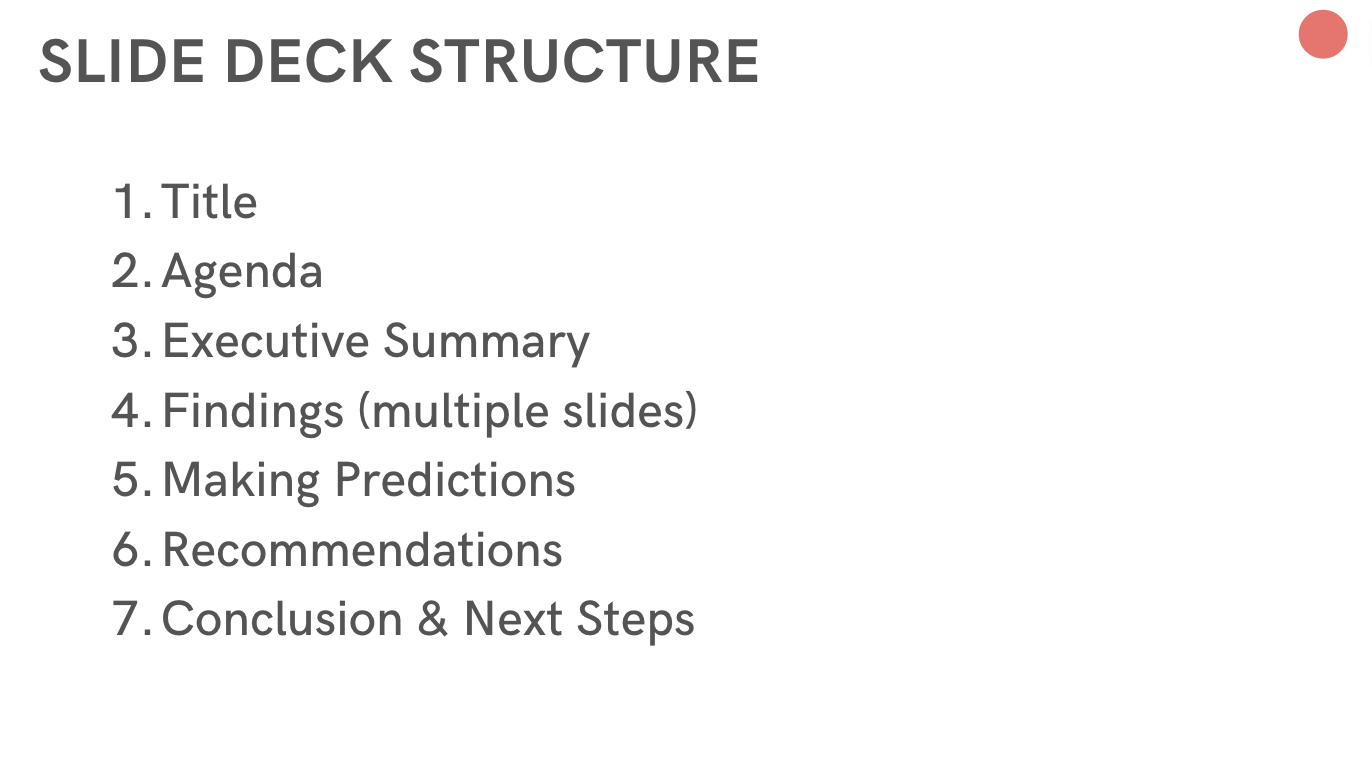 SLIDE DECK STRUCTURE
1. Title
2. Agenda
3. Executive Summary
4. Findings (multiple slides)
5. Making Predictions
6. Recommendations
7. Conclusion & Next Steps